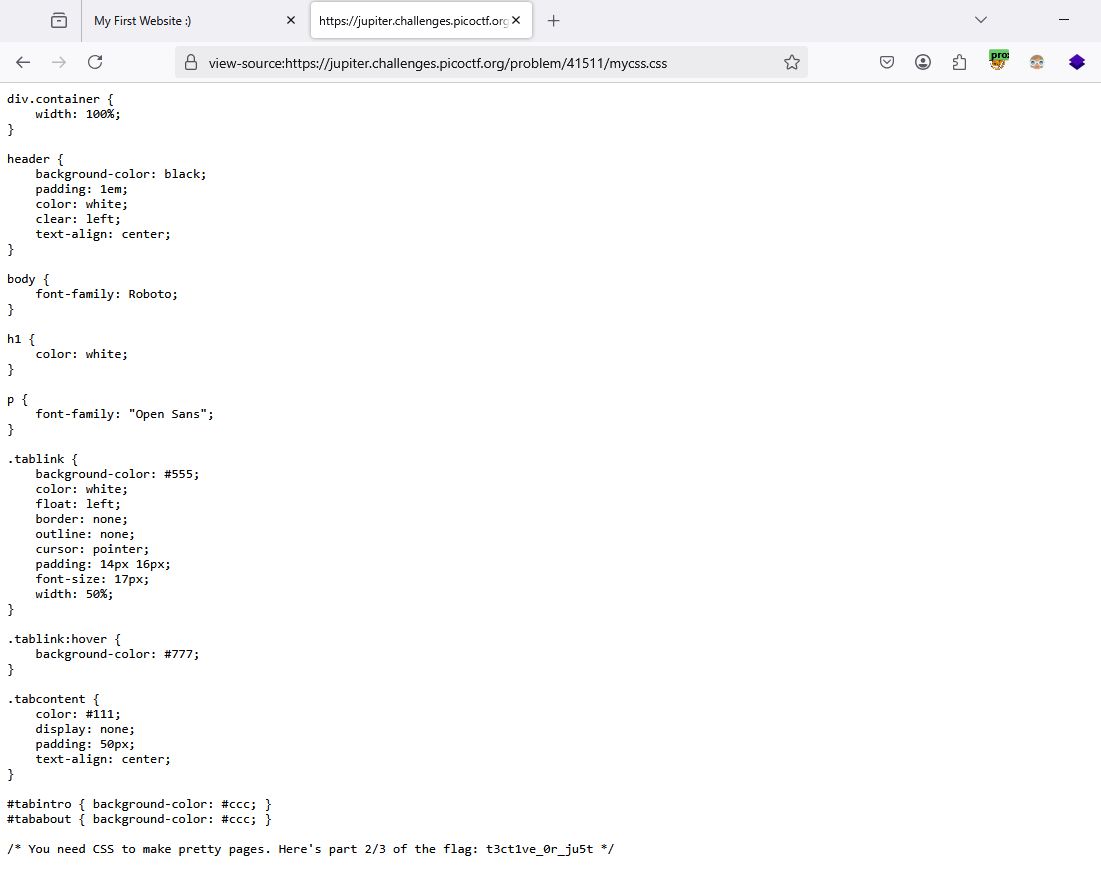 My First Website :)
https://jupiter.challenges.picoctf.org
view-source:https://jupiter.challenges.picoctf.org/problem/41511/mycss.css
div.container {
    width: 100%;
}

header {
    background-color: black;
    padding: 1em;
    color: white;
    clear: left;
    text-align: center;
}

body {
    font-family: Roboto;
}

h1 {
    color: white;
}

p {
    font-family: "Open Sans";
}

.tablink {
    background-color: #555;
    color: white;
    float: left;
    border: none;
    outline: none;
    cursor: pointer;
    padding: 14px 16px;
    font-size: 17px;
    width: 50%;
}

.tablink:hover {
    background-color: #777;
}

.tabcontent {
    color: #111;
    display: none;
    padding: 50px;
    text-align: center;
}

#tabintro { background-color: #ccc; }
#tababout { background-color: #ccc; }

/* You need CSS to make pretty pages. Here's part 2/3 of the flag: t3ct1ve_0r_ju5t */